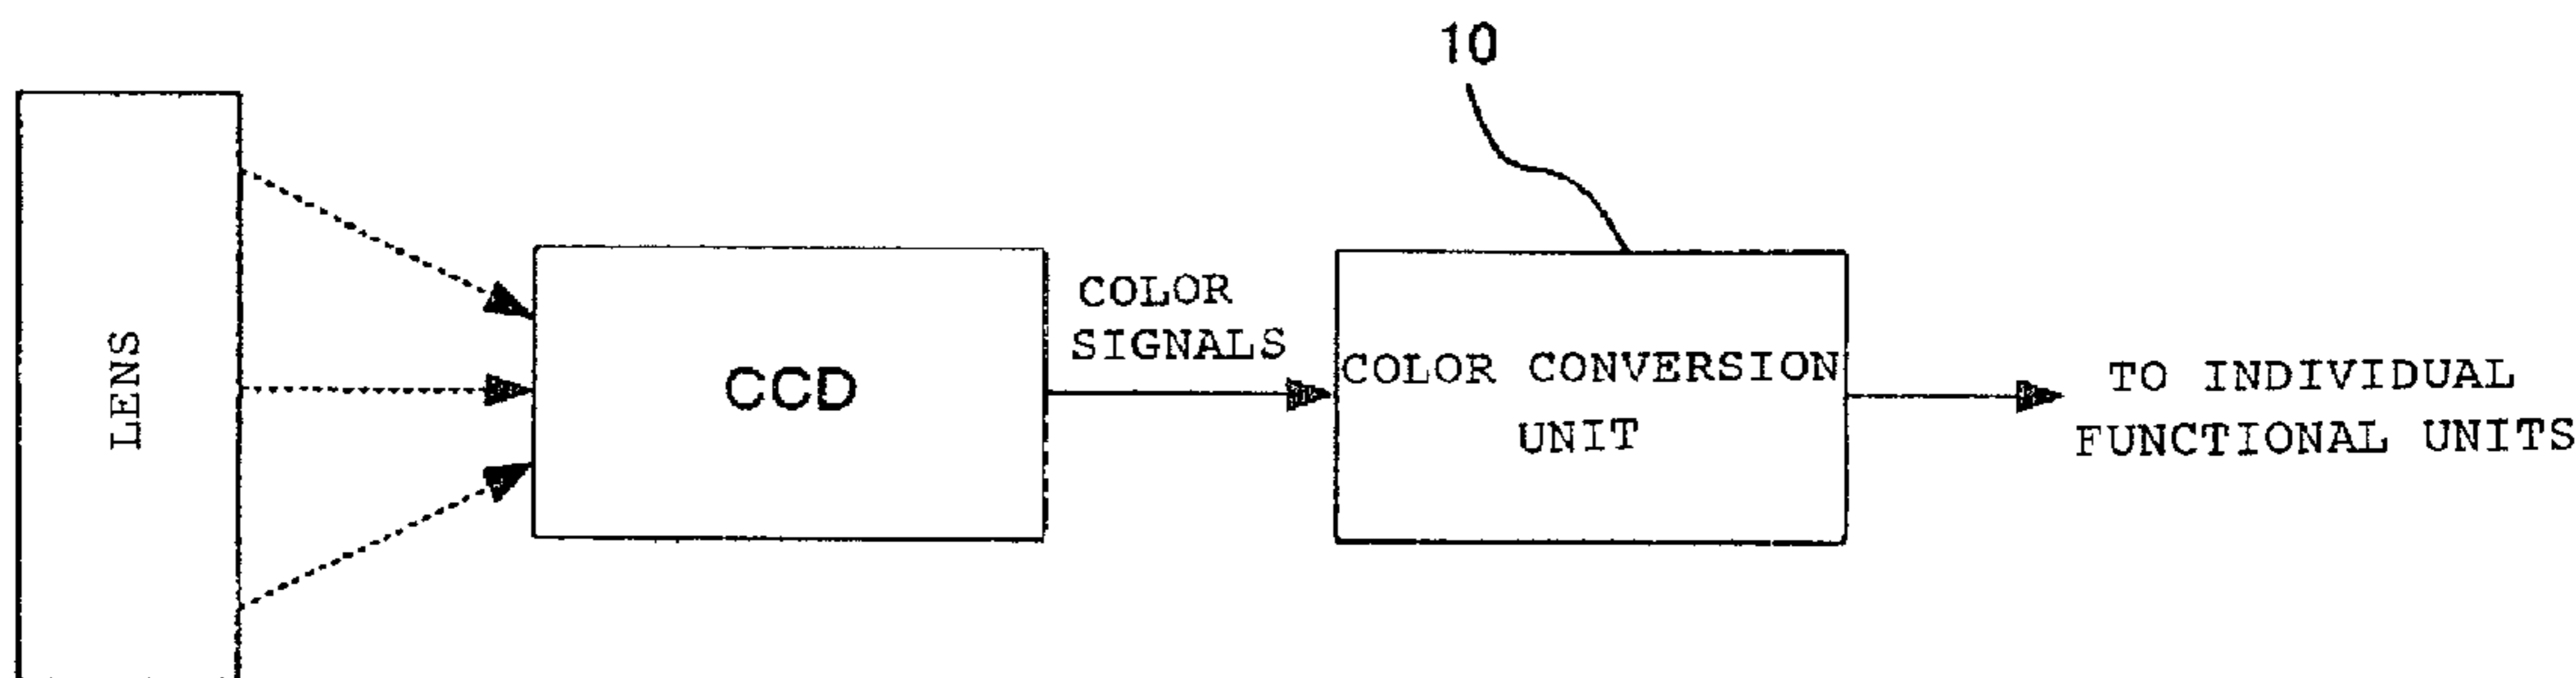 10
LENS
CCD
COLOR
SIGNALS
COLOR CONVERSION
UNIT
TO INDIVIDUAL
FUNCTIONAL UNITS